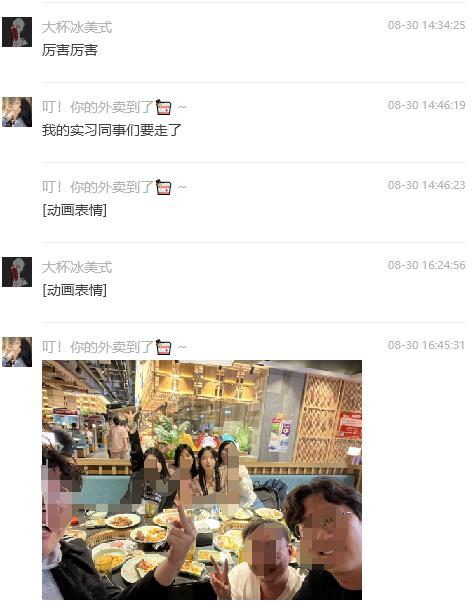 大杯冰美式 08-30 14:34:25
厉害厉害
叮！你的外卖到了 ~ 08-30 14:46:19
我的实习同事们要走了
叮！你的外卖到了 ~ 08-30 14:46:23
[动画表情]
大杯冰美式 08-30 16:24:56
[动画表情]
叮！你的外卖到了 ~ 08-30 16:45:31